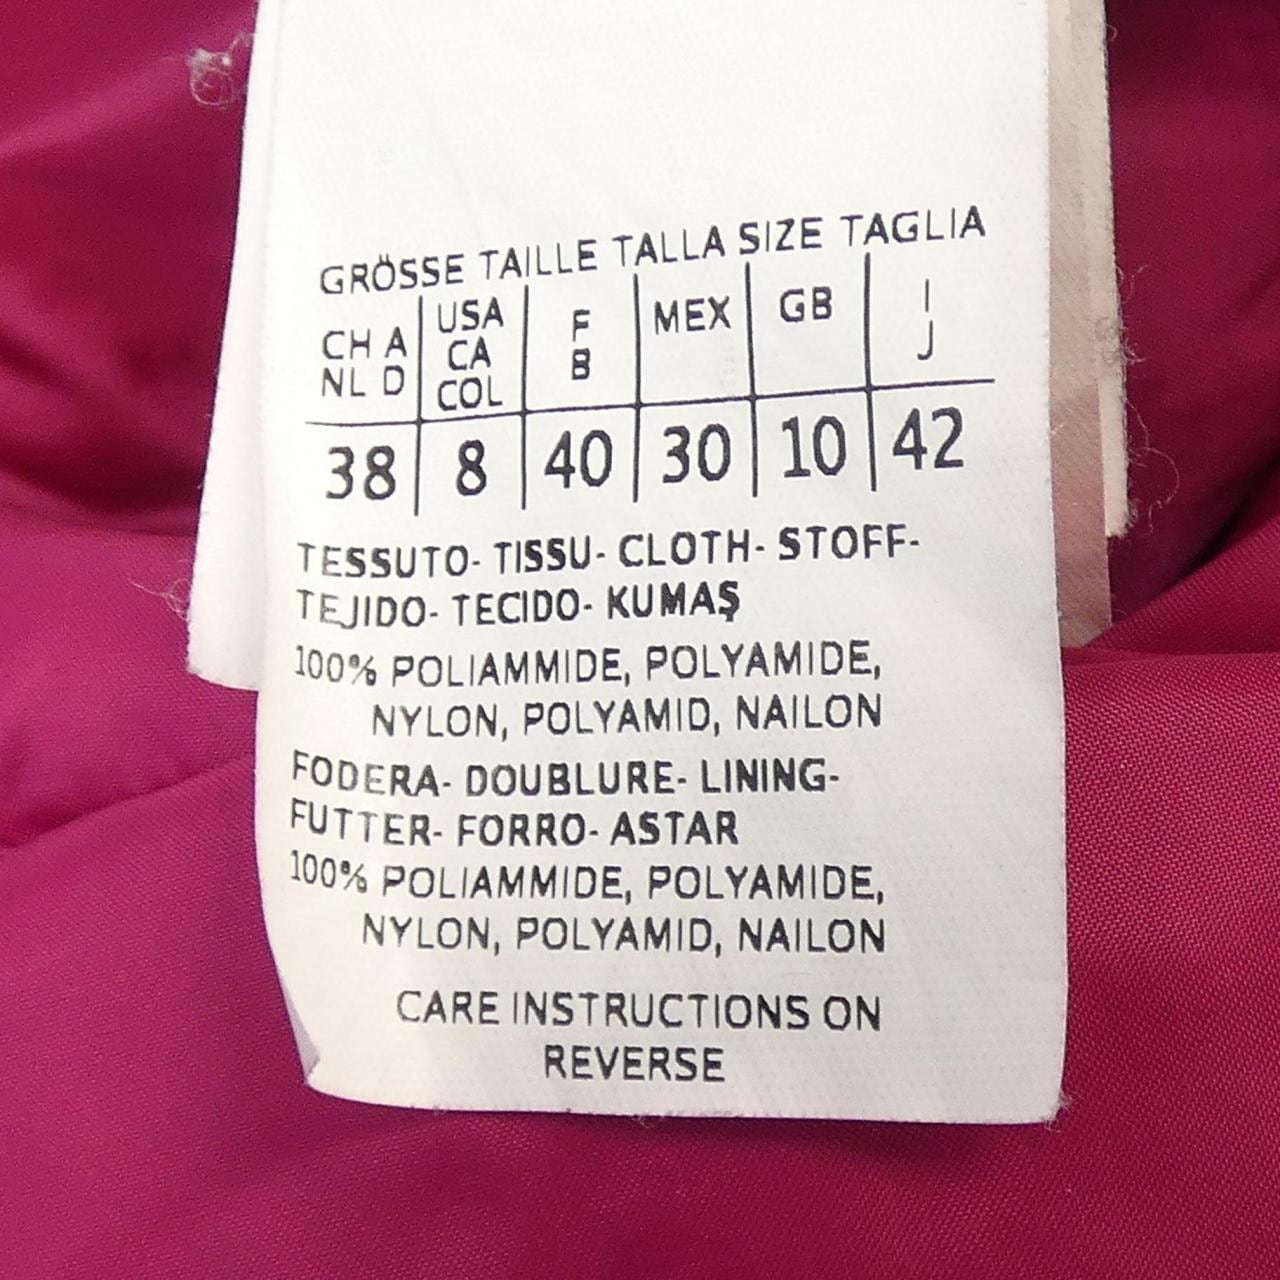 GRÖSSE TAILLE TALLA SIZE TAGLIA
CH A NL D | USA CA COL | F B | MEX | GB | I J
38 | 8 | 40 | 30 | 10 | 42
TESSUTO- TISSU- CLOTH- STOFF-
TEJIDO- TECIDO- KUMAŞ
100% POLIAMMIDE, POLYAMIDE,
NYLON, POLYAMID, NAILON
FODERA- DOUBLURE- LINING-
FUTTER- FORRO- ASTAR
100% POLIAMMIDE, POLYAMIDE,
NYLON, POLYAMID, NAILON
CARE INSTRUCTIONS ON
REVERSE